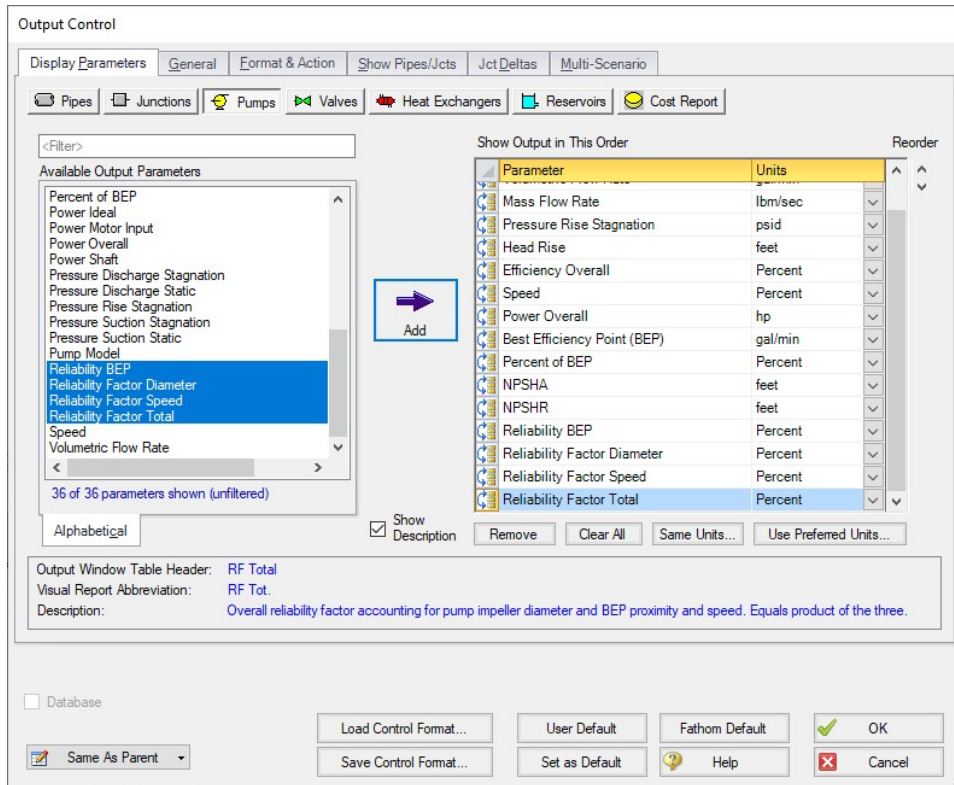 Output Control
Display Parameters
General
Format & Action
Show Pipes/Jcts
Jct Deltas
Multi-Scenario
Pipes
Junctions
Pumps
Valves
Heat Exchangers
Reservoirs
Cost Report
<Filter>
Available Output Parameters
Percent of BEP
Power Ideal
Power Motor Input
Power Overall
Power Shaft
Pressure Discharge Stagnation
Pressure Discharge Static
Pressure Rise Stagnation
Pressure Suction Stagnation
Pressure Suction Static
Pump Model
Reliability BEP
Reliability Factor Diameter
Reliability Factor Speed
Reliability Factor Total
Speed
Volumetric Flow Rate
36 of 36 parameters shown (unfiltered)
Alphabetical
Add
Show
Description
Show Output in This Order
Reorder
Parameter Units
Volumetric Flow Rate gal/min
Mass Flow Rate lbm/sec
Pressure Rise Stagnation psid
Head Rise feet
Efficiency Overall Percent
Speed Percent
Power Overall hp
Best Efficiency Point (BEP) gal/min
Percent of BEP Percent
NPSHA feet
NPSHR feet
Reliability BEP Percent
Reliability Factor Diameter Percent
Reliability Factor Speed Percent
Reliability Factor Total Percent
Remove
Clear All
Same Units...
Use Preferred Units...
Output Window Table Header: RF Total
Visual Report Abbreviation: RF Tot.
Description: Overall reliability factor accounting for pump impeller diameter and BEP proximity and speed. Equals product of the three.
Database
Same As Parent
Load Control Format...
User Default
Fathom Default
OK
Save Control Format...
Set as Default
Help
Cancel